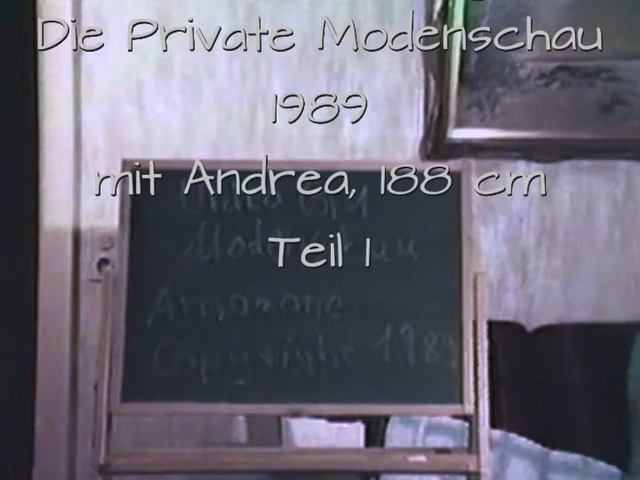 Die Private Modenschau
1989
mit Andrea, 188 cm
Teil 1
Amazone
Copyright 1989